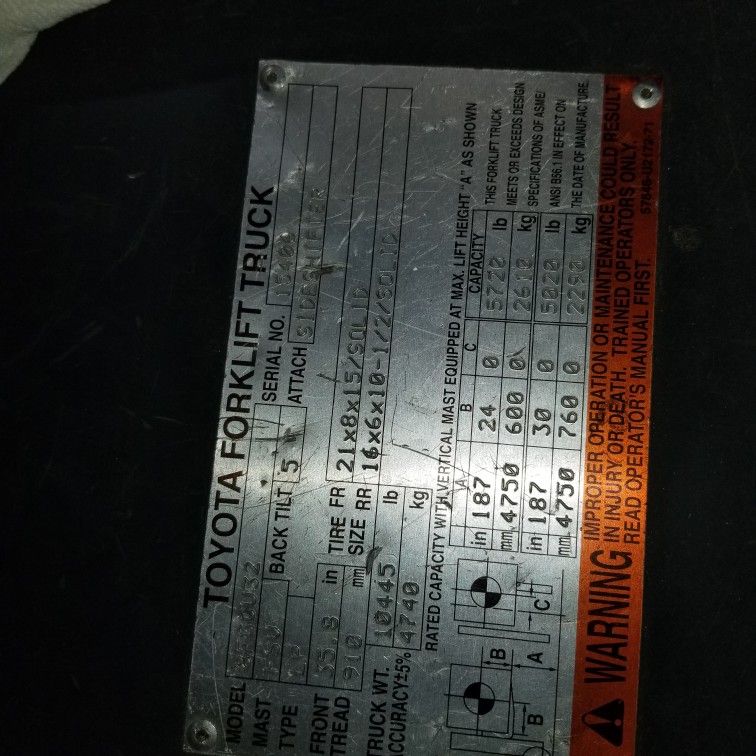 TOYOTA FORKLIFT TRUCK
MODEL SERIAL NO.
MAST FSV BACK TILT 5 ATTACH SIDESHIFTER
TYPE LP
FRONT TREAD 35.8 in 910 mm TIRE SIZE FR 21x8x15/SOLID
RR 16x6x10-1/2/SOLID
TRUCK WT. ACCURACY±5% 10445 lb
4740 kg
RATED CAPACITY WITH VERTICAL MAST EQUIPPED AT MAX. LIFT HEIGHT "A" AS SHOWN
A B C CAPACITY
in 187 24 0 5720 lb
mm 4750 600 0 2610 kg
in 187 30 0 5020 lb
mm 4750 760 0 2290 kg
THIS FORKLIFT TRUCK
MEETS OR EXCEEDS DESIGN
SPECIFICATIONS OF ASME/
ANSI B56.1 IN EFFECT ON
THE DATE OF MANUFACTURE.
B
A
C
B
WARNING
IMPROPER OPERATION OR MAINTENANCE COULD RESULT
IN INJURY OR DEATH. TRAINED OPERATORS ONLY.
READ OPERATOR'S MANUAL FIRST.